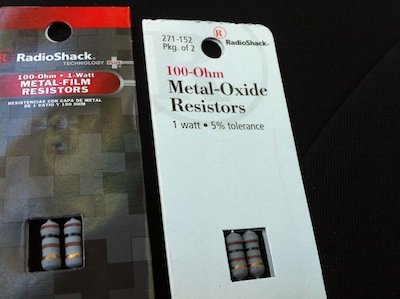 RadioShack
TECHNOLOGY PLUS
100-Ohm • 1-Watt
METAL-FILM
RESISTORS
RESISTENCIAS CON CAPA DE METAL
DE 1 VATIO Y 100 OHM
271-152
Pkg. of 2
RadioShack.
100-Ohm
Metal-Oxide
Resistors
1 watt • 5% tolerance